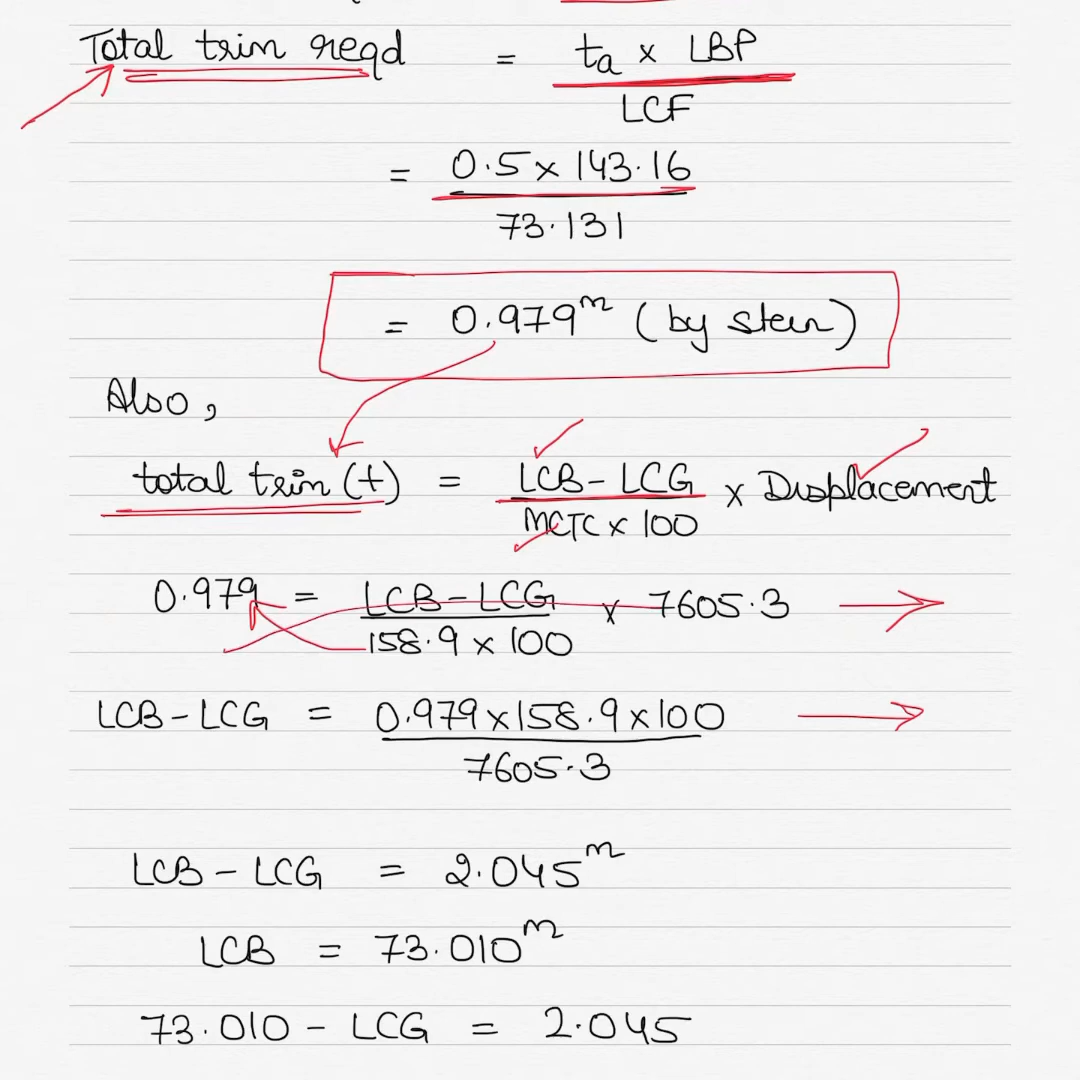 Total trim reqd = ta × LBP
LCF
= 0.5 × 143.16
73.131
= 0.979m (by stern)
Also,
total trim (t) = LCB - LCG × Displacement
MCTC × 100
0.979 = LCB - LCG × 7605.3
158.9 × 100
LCB - LCG = 0.979 × 158.9 × 100
7605.3
LCB - LCG = 2.045m
LCB = 73.010m
73.010 - LCG = 2.045